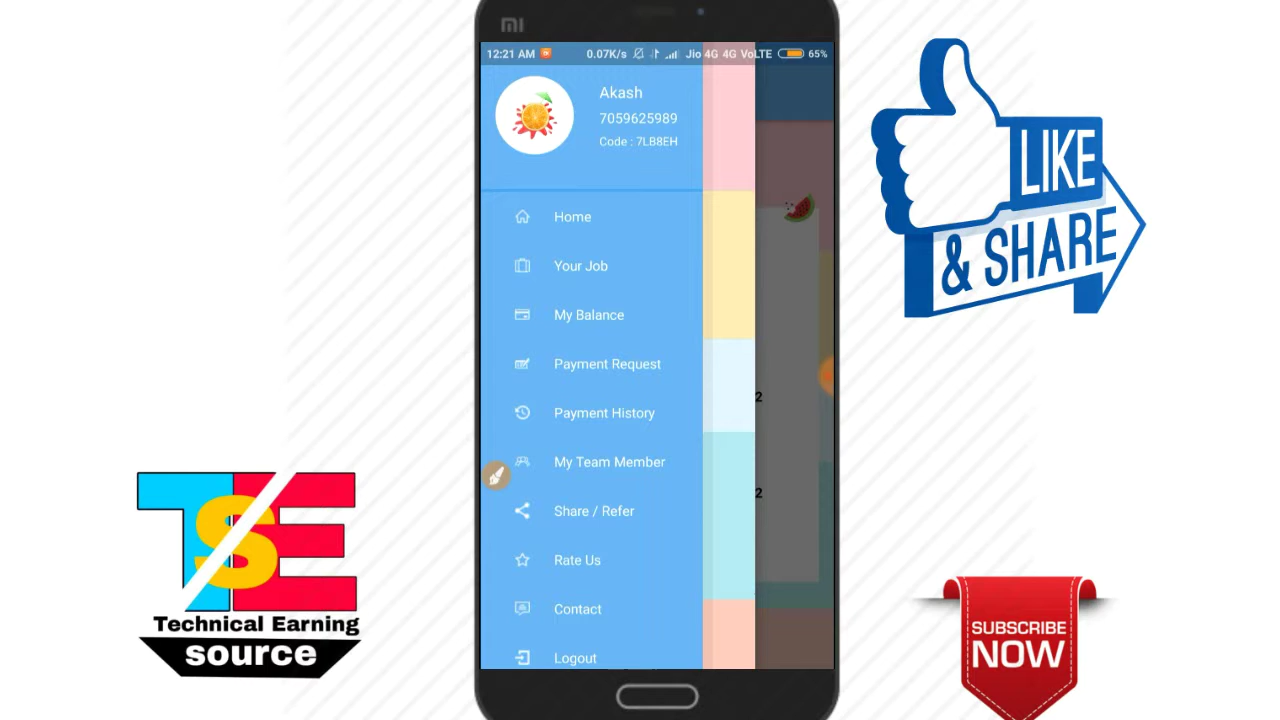 12:21 AM 0.07K/s Jio 4G 4G VoLTE 65%
Akash
7059625989
Code : 7LB8EH
Home
Your Job
My Balance
Payment Request
Payment History
My Team Member
Share / Refer
Rate Us
Contact
Logout
2
2
LIKE
& SHARE
TSE
Technical Earning
source
SUBSCRIBE
NOW